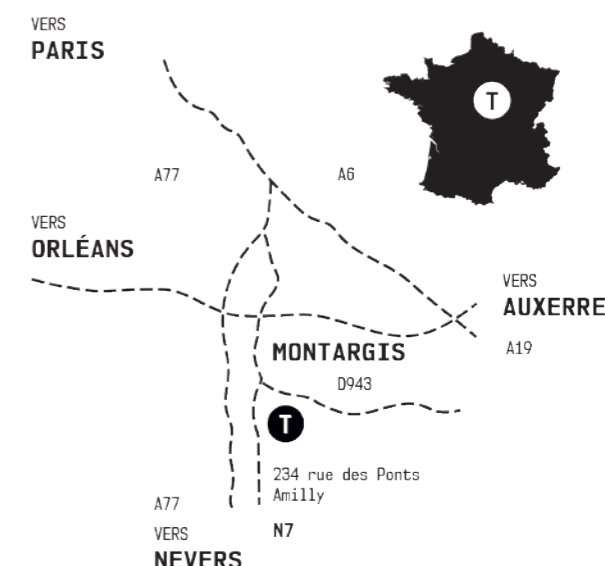 VERS
PARIS
T
A77
A6
VERS
ORLÉANS
VERS
AUXERRE
A19
MONTARGIS
D943
T
234 rue des Ponts
Amilly
A77
N7
VERS
NEVERS